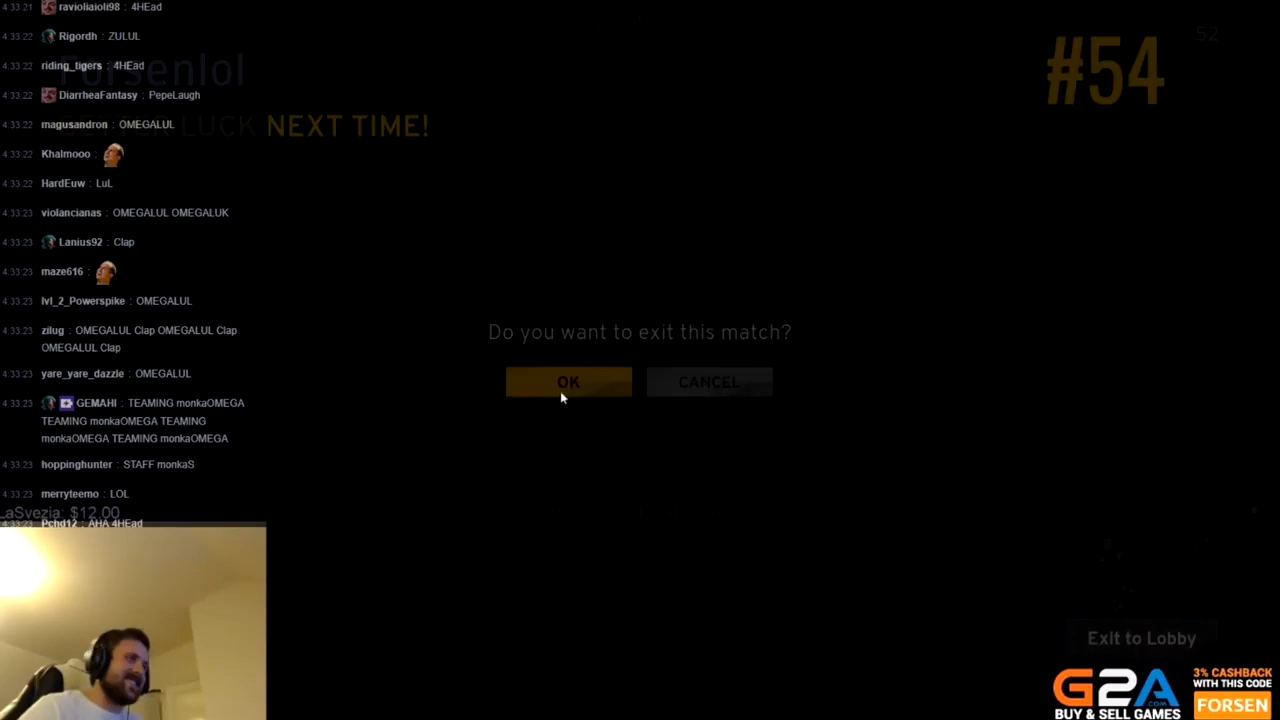 4:33.21 ravioliaioli98 : 4HEad
4:33.22 Rigordh : ZULUL
4:33.22 riding_tigers : 4HEad
4:33.22 DiarrheaFantasy : PepeLaugh
4:33.22 magusandron : OMEGALUL
4:33.22 Khalmooo :
4:33.22 HardEuw : LuL
4:33.23 violancianas : OMEGALUL OMEGALUK
4:33.23 Lanius92 : Clap
4:33.23 maze616 :
4:33.23 lvl_2_Powerspike : OMEGALUL
4:33.23 zilug : OMEGALUL Clap OMEGALUL Clap
OMEGALUL Clap
4:33.23 yare_yare_dazzle : OMEGALUL
4:33.23 GEMAHI : TEAMING monkaOMEGA
TEAMING monkaOMEGA TEAMING
monkaOMEGA TEAMING monkaOMEGA
4:33.23 hoppinghunter : STAFF monkaS
4:33.23 merryteemo : LOL
LaSvezia: $12.00
4:33.23 Pchd12 : AHA 4HEad
Forsenlol
LUCK NEXT TIME!
#54
52
Do you want to exit this match?
OK
CANCEL
Exit to Lobby
G2A
.COM
BUY & SELL GAMES
3% CASHBACK
WITH THIS CODE
FORSEN